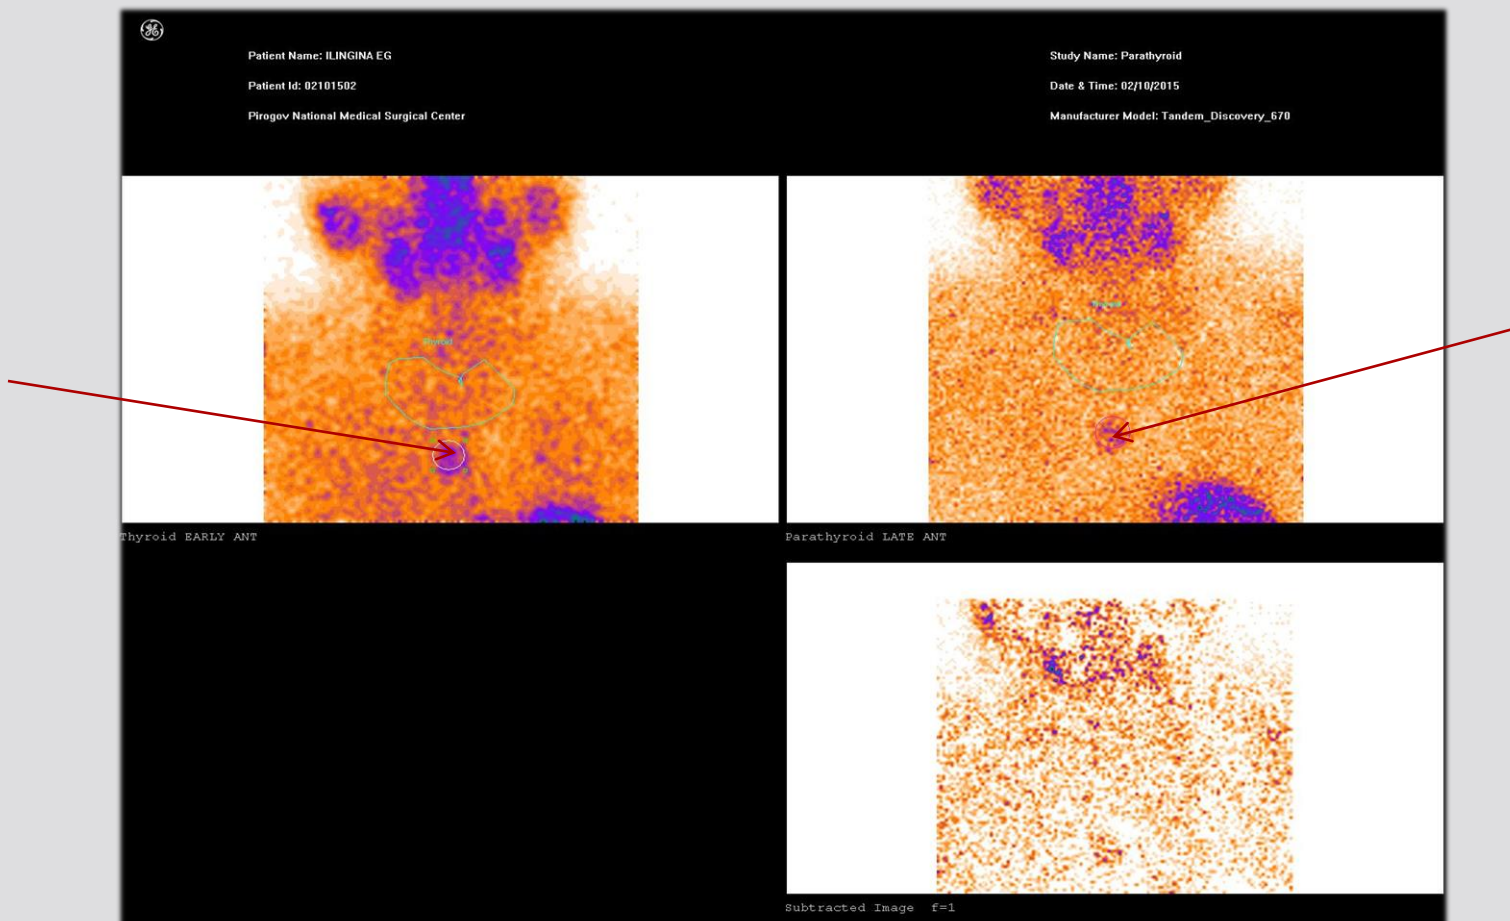 Patient Name: ILINGINA EG
Patient Id: 02101502
Pirogov National Medical Surgical Center
Study Name: Parathyroid
Date & Time: 02/10/2015
Manufacturer Model: Tandem_Discovery_670
Thyroid
Thyroid
Thyroid EARLY ANT
Parathyroid LATE ANT
Subtracted Image f=1